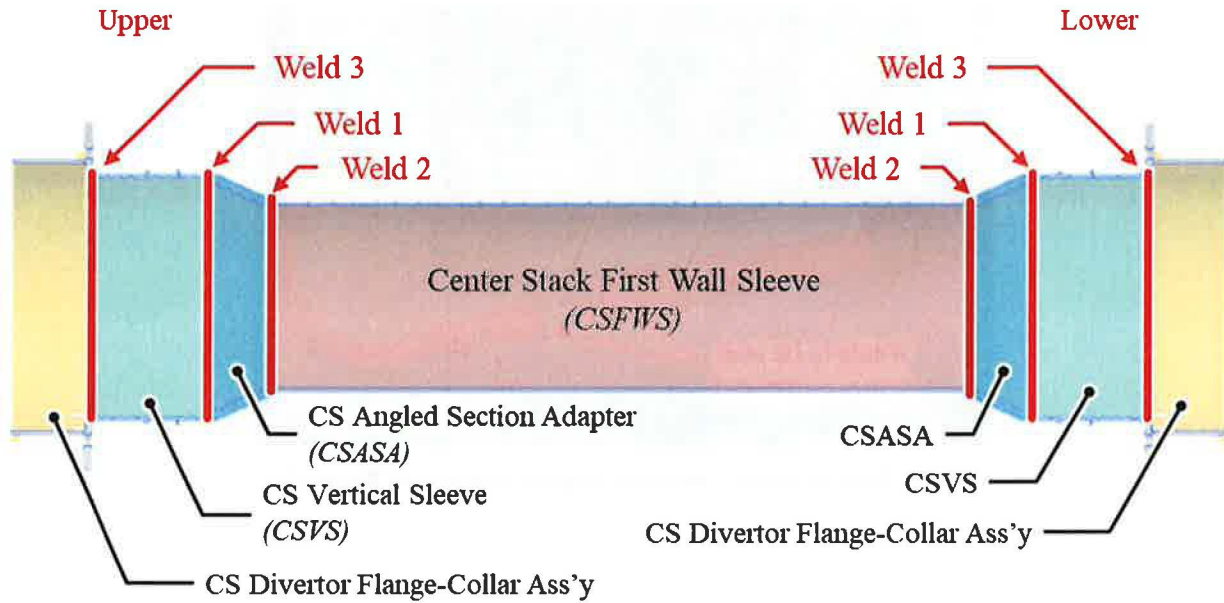 Upper
Lower
Weld 3
Weld 3
Weld 1
Weld 1
Weld 2
Weld 2
Center Stack First Wall Sleeve
(CSFWS)
CS Angled Section Adapter
(CSASA)
CSASA
CS Vertical Sleeve
(CSVS)
CSVS
CS Divertor Flange-Collar Ass'y
CS Divertor Flange-Collar Ass'y